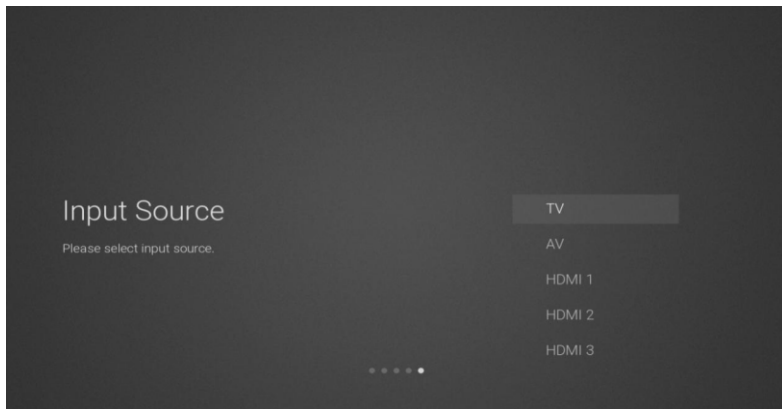 Input Source
Please select input source.
TV
AV
HDMI 1
HDMI 2
HDMI 3